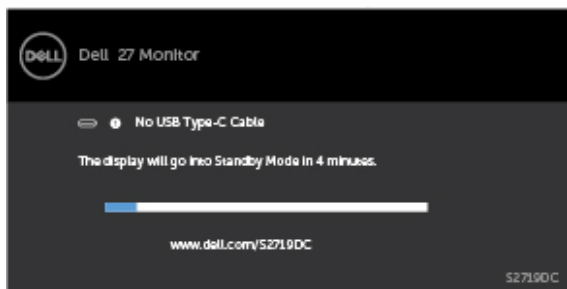 DELL
Dell 27 Monitor
No USB Type-C Cable
The display will go into Standby Mode in 4 minutes.
www.dell.com/S2719DC
S2719DC